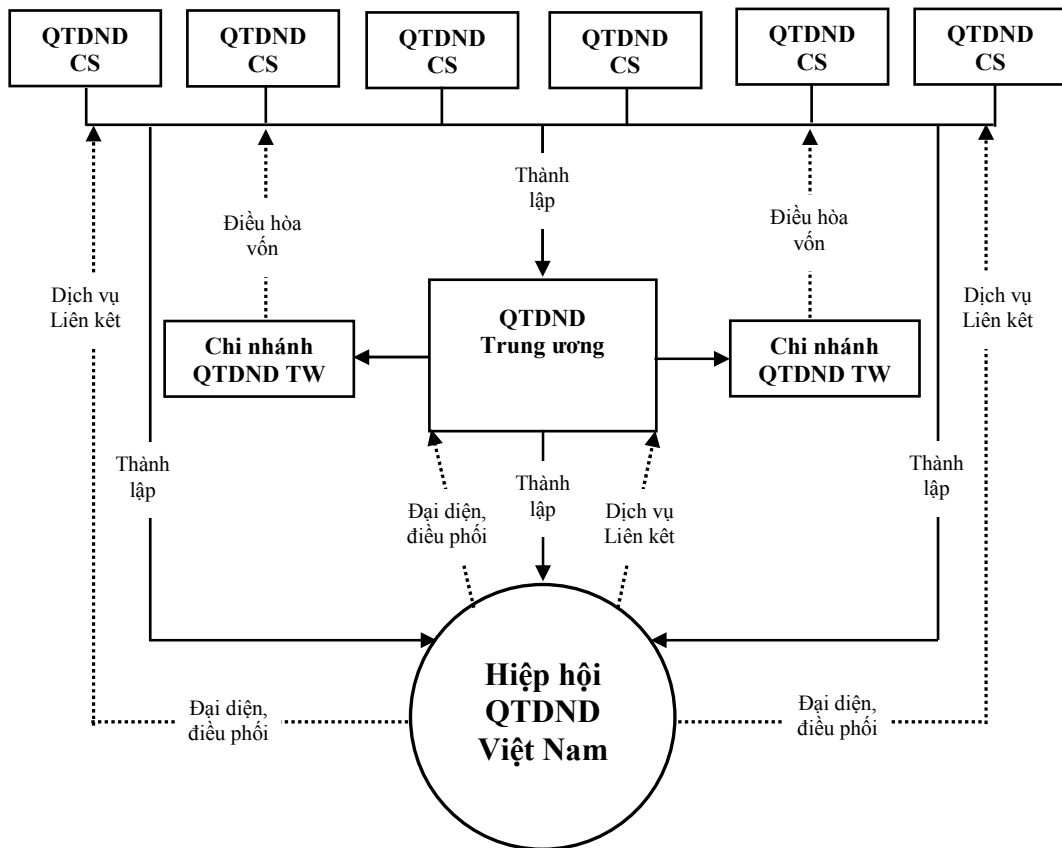 QTDND
CS
QTDND
CS
QTDND
CS
QTDND
CS
QTDND
CS
QTDND
CS
Thành
lập
Điều hòa
vốn
Điều hòa
vốn
Dịch vụ
Liên kêt
Dịch vụ
Liên kêt
QTDND
Trung ương
Chi nhánh
QTDND TW
Chi nhánh
QTDND TW
Thành
lập
Thành
lập
Thành
lập
Đại diện,
điều phối
Dịch vụ
Liên kêt
Hiệp hội
QTDND
Việt Nam
Đại diện,
điều phối
Đại diện,
điều phối